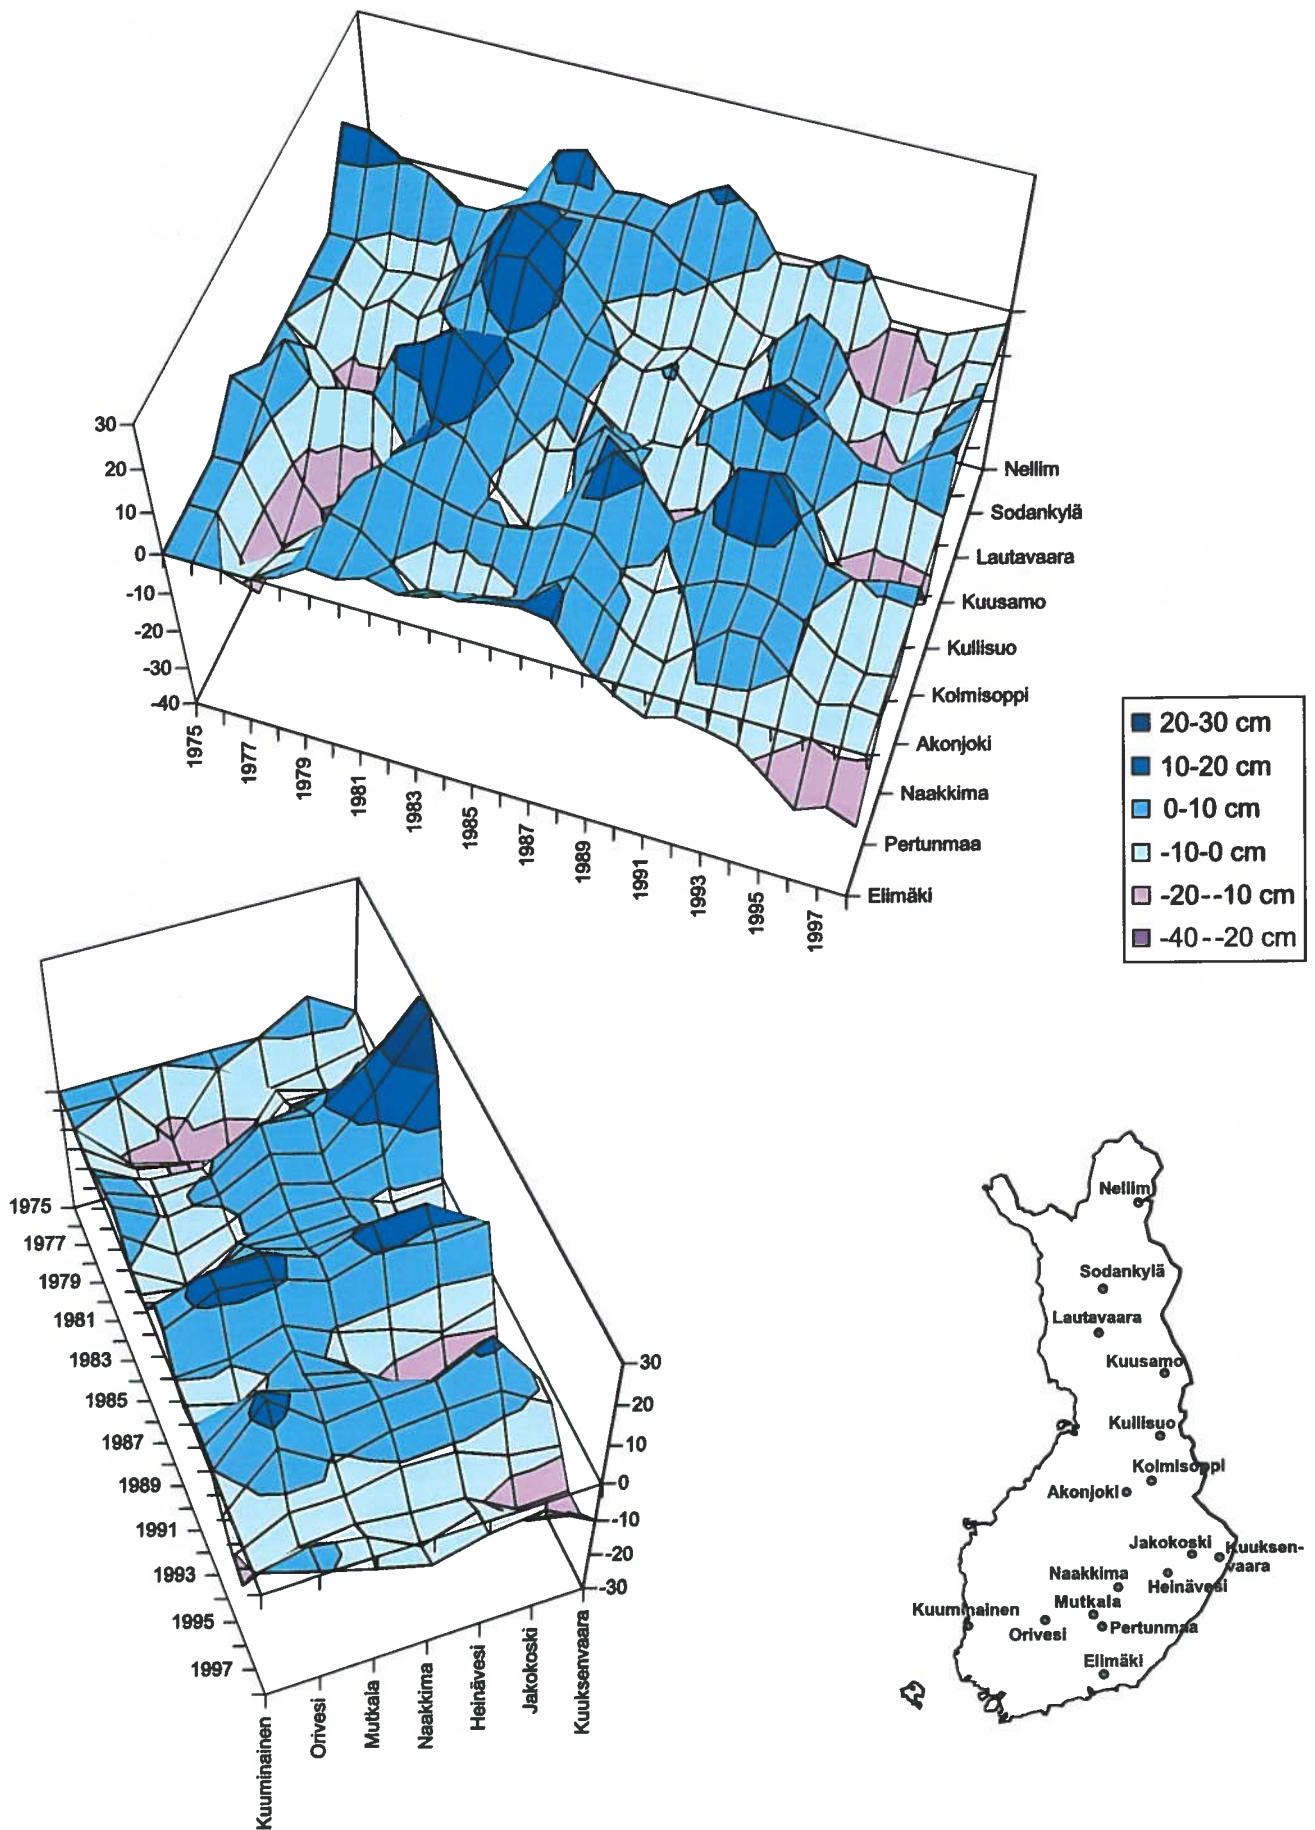 30
20
10
0
-10
-20
-30
-40
1975
1977
1979
1981
1983
1985
1987
1989
1991
1993
1995
1997
Nellim
Sodankylä
Lautavaara
Kuusamo
Kullisuo
Kolmisoppi
Akonjoki
Naakkima
Pertunmaa
Elimäki
20-30 cm
10-20 cm
0-10 cm
-10-0 cm
-20--10 cm
-40--20 cm
1975
1977
1979
1981
1983
1985
1987
1989
1991
1993
1995
1997
30
20
10
0
-10
-20
-30
Kuuminainen
Orivesi
Mutkala
Naakkima
Heinävesi
Jakokoski
Kuuksenvaara
Nellim
Sodankylä
Lautavaara
Kuusamo
Kullisuo
Kolmisoppi
Akonjoki
Jakokoski
Kuuksen-
vaara
Naakkima
Heinävesi
Mutkala
Kuuminainen
Orivesi
Pertunmaa
Elimäki